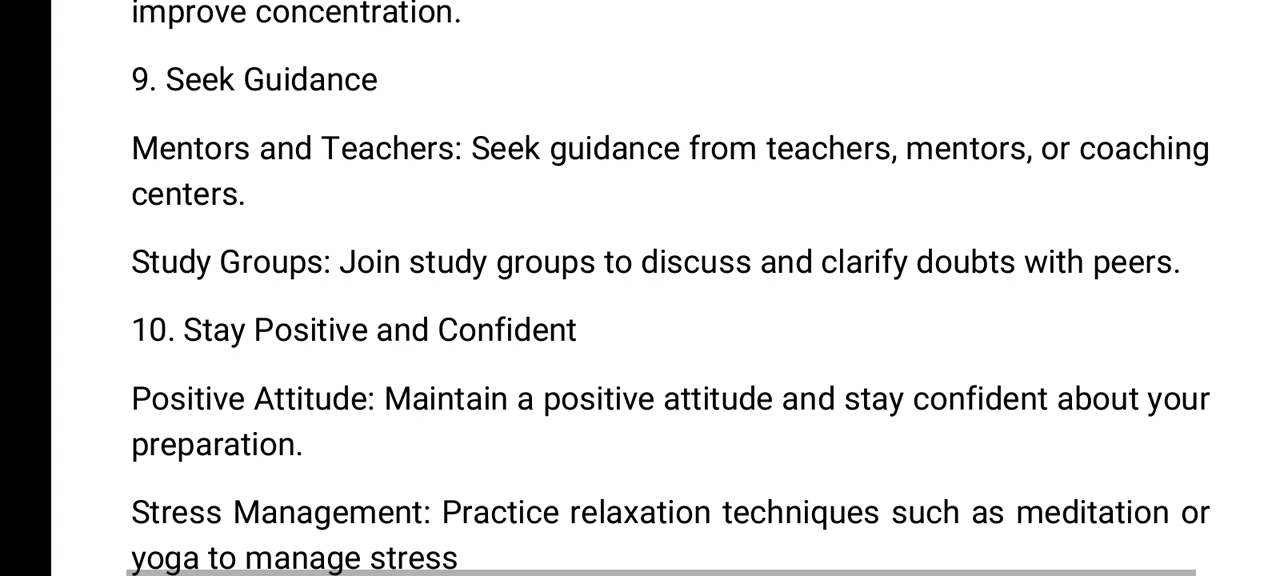 improve concentration.
9. Seek Guidance
Mentors and Teachers: Seek guidance from teachers, mentors, or coaching
centers.
Study Groups: Join study groups to discuss and clarify doubts with peers.
10. Stay Positive and Confident
Positive Attitude: Maintain a positive attitude and stay confident about your
preparation.
Stress Management: Practice relaxation techniques such as meditation or
yoga to manage stress